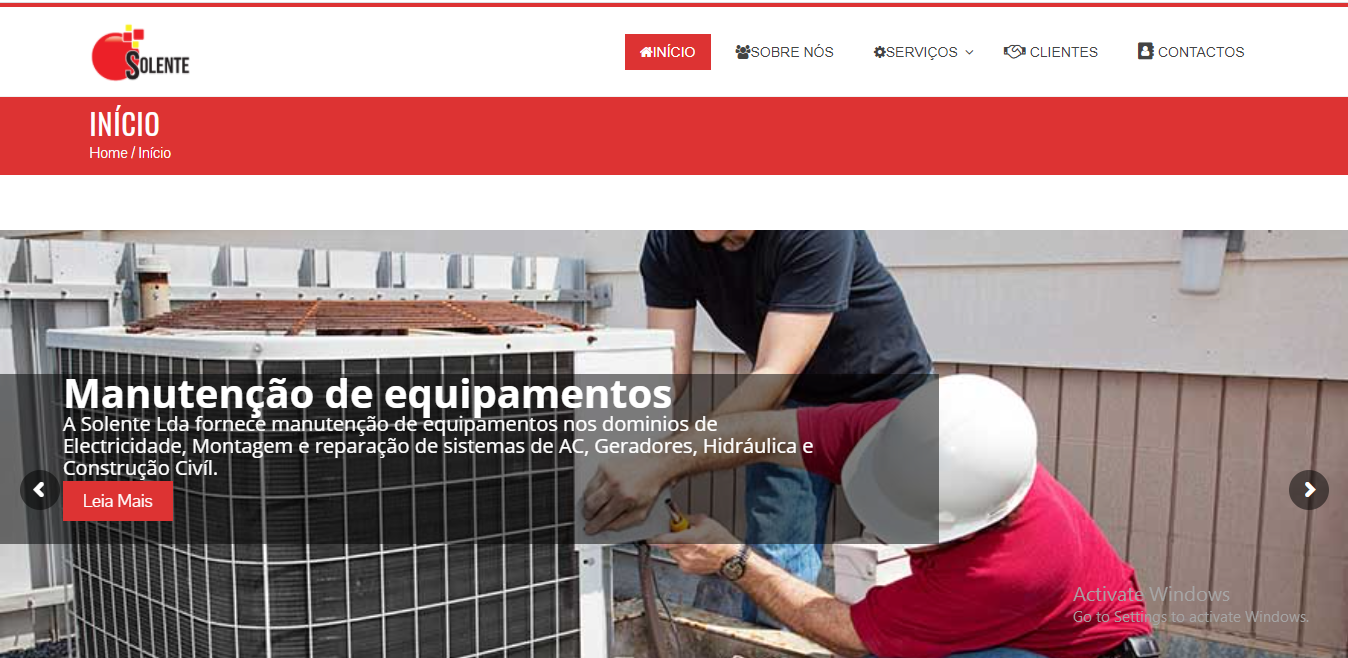 SOLENTE
INÍCIO
SOBRE NÓS
SERVIÇOS
CLIENTES
CONTACTOS
INÍCIO
Home / Início
Manutenção de equipamentos
A Solente Lda fornece manutenção de equipamentos nos dominios de
Electricidade, Montagem e reparação de sistemas de AC, Geradores, Hidráulica e
Construção Civíl.
Leia Mais
Activate Windows
Go to Settings to activate Windows.